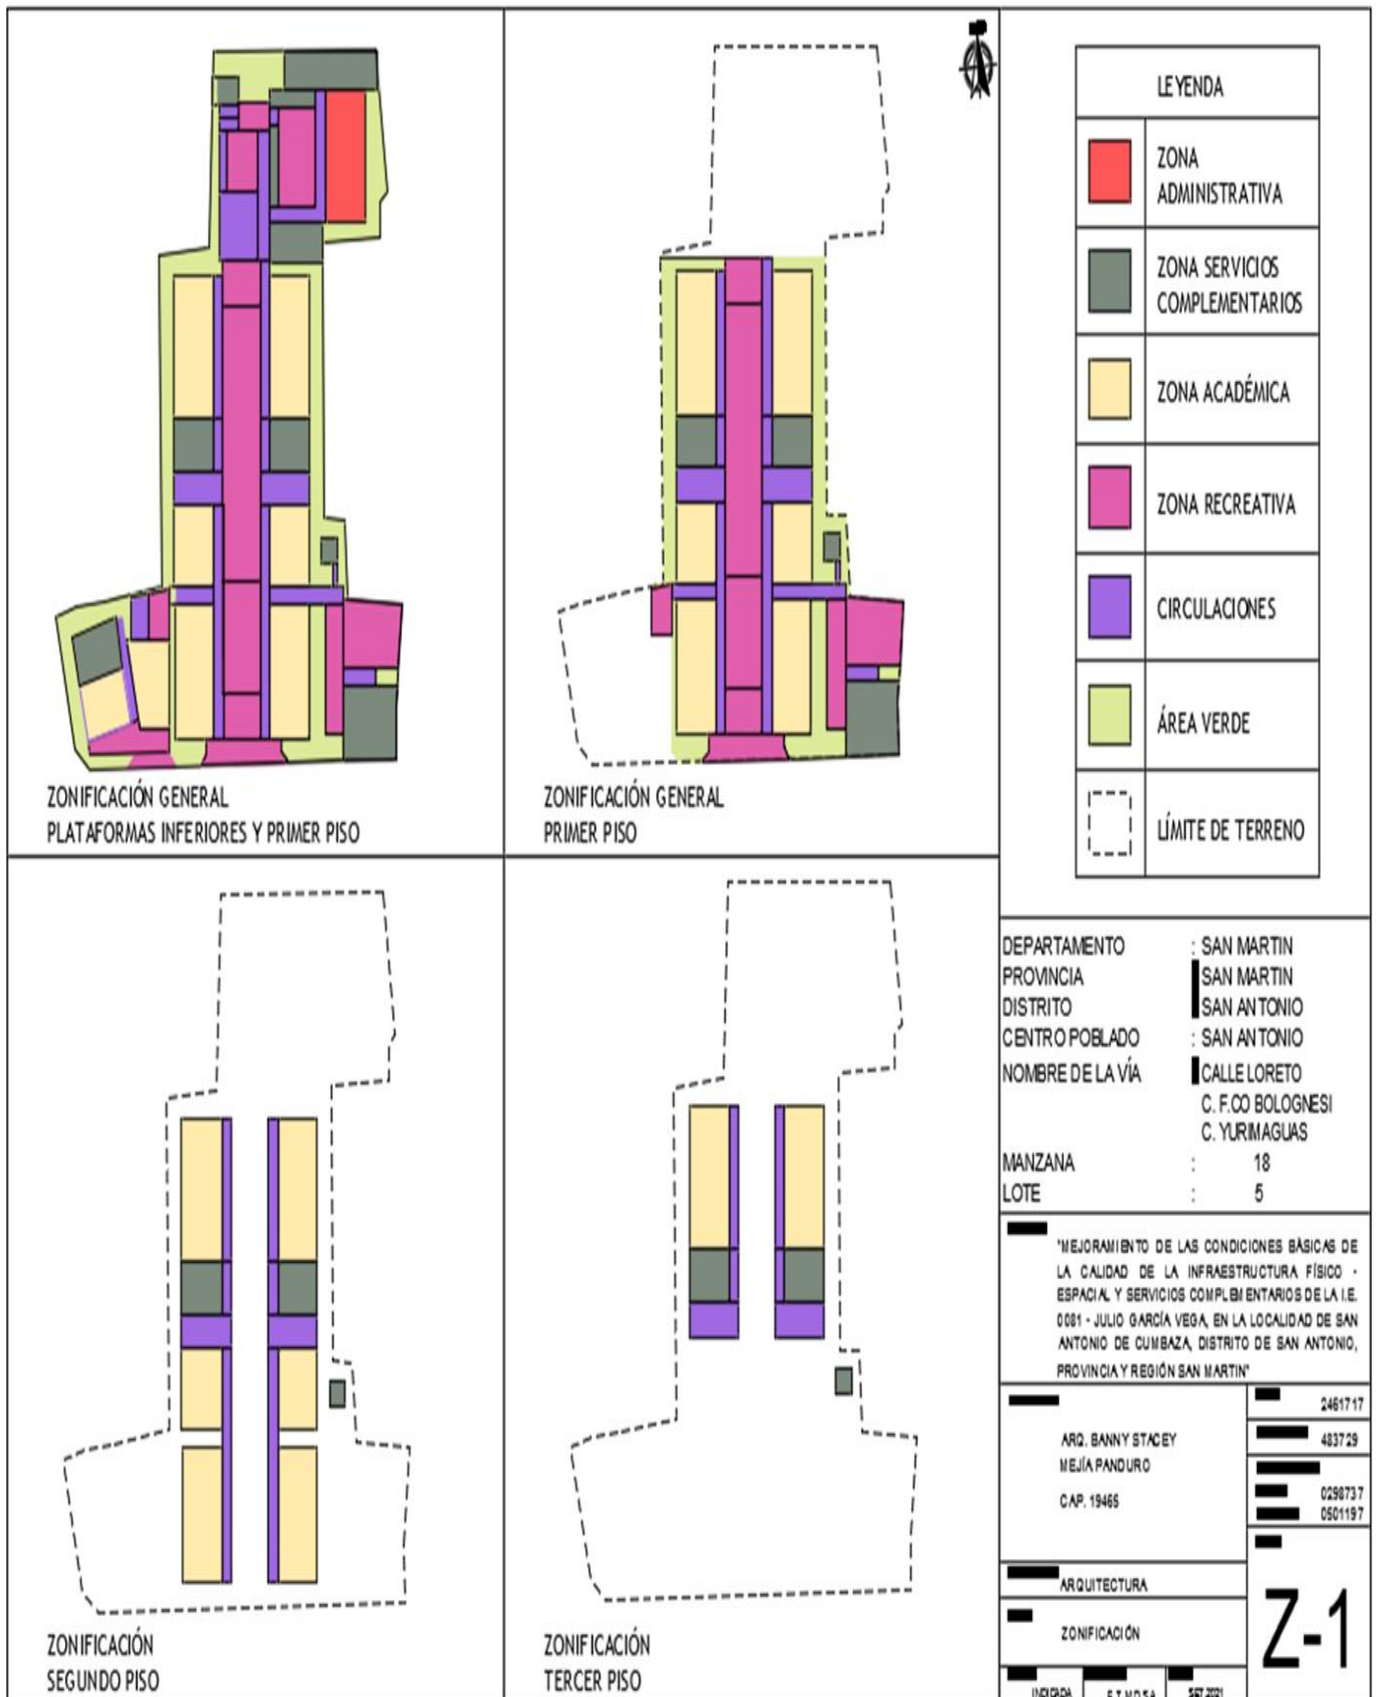 ZONIFICACIÓN GENERAL
PLATAFORMAS INFERIORES Y PRIMER PISO
ZONIFICACIÓN GENERAL
PRIMER PISO
ZONIFICACIÓN
SEGUNDO PISO
ZONIFICACIÓN
TERCER PISO
LEYENDA
ZONA
ADMINISTRATIVA
ZONA SERVICIOS
COMPLEMENTARIOS
ZONA ACADÉMICA
ZONA RECREATIVA
CIRCULACIONES
ÁREA VERDE
LÍMITE DE TERRENO
DEPARTAMENTO : SAN MARTIN
PROVINCIA SAN MARTIN
DISTRITO SAN ANTONIO
CENTRO POBLADO : SAN ANTONIO
NOMBRE DE LA VÍA CALLE LORETO
C. F.CO BOLOGNESI
C. YURIMAGUAS
MANZANA : 18
LOTE : 5
"MEJORAMIENTO DE LAS CONDICIONES BÁSICAS DE
LA CALIDAD DE LA INFRAESTRUCTURA FÍSICO -
ESPACIAL Y SERVICIOS COMPLEMENTARIOS DE LA I.E.
0081 - JULIO GARCÍA VEGA, EN LA LOCALIDAD DE SAN
ANTONIO DE CUMBAZA, DISTRITO DE SAN ANTONIO,
PROVINCIA Y REGIÓN SAN MARTIN"
ARQ. BANNY STACEY
MEJÍA PANDURO
CAP. 19465
2461717
483729
0298737
0501197
ARQUITECTURA
ZONIFICACIÓN
Z-1
INDICADA
SET.2021